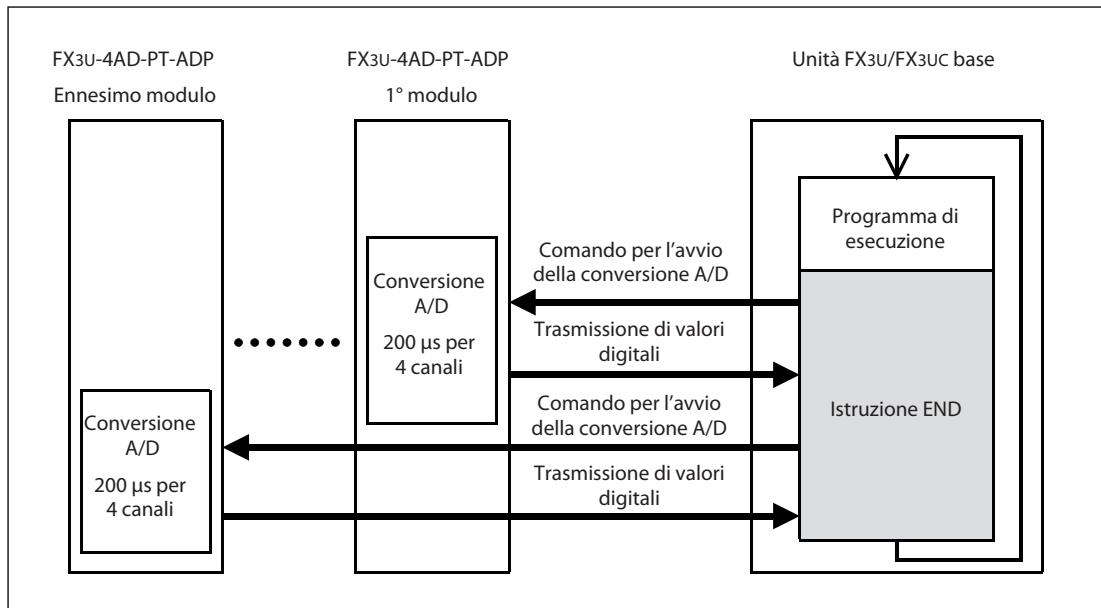 FX3U-4AD-PT-ADP
Ennesimo modulo
FX3U-4AD-PT-ADP
1° modulo
Unità FX3U/FX3UC base
Programma di
esecuzione
Comando per l'avvio
della conversione A/D
Conversione
A/D
200 μs per
4 canali
Trasmissione di valori
digitali
Istruzione END
Comando per l'avvio
della conversione A/D
Conversione
A/D
200 μs per
4 canali
Trasmissione di valori
digitali